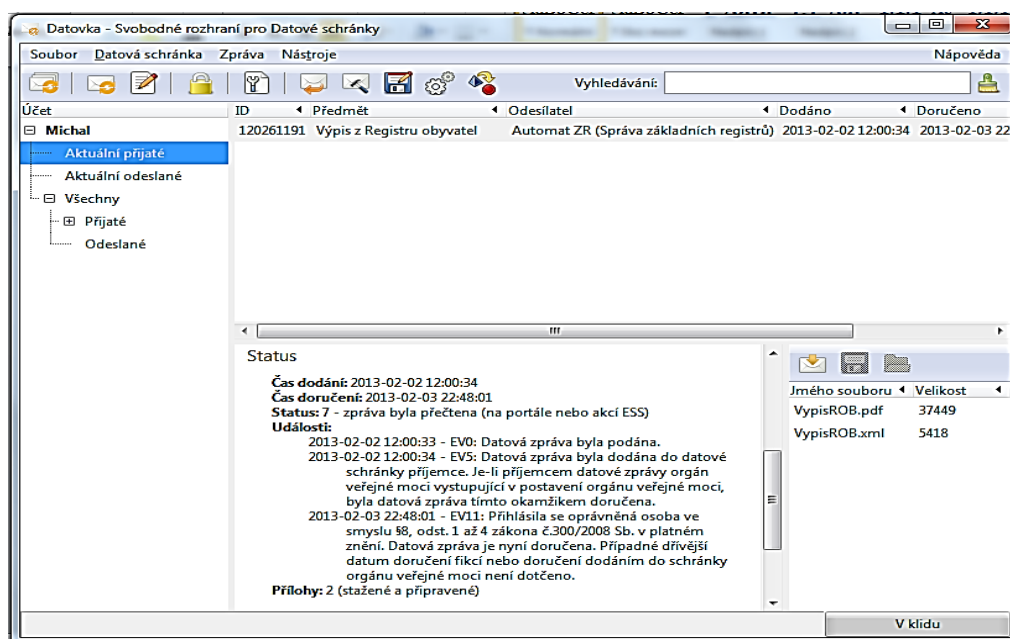 Datovka - Svobodné rozhraní pro Datové schránky
Soubor Datová schránka Zpráva Nástroje Nápověda
Vyhledávání:
Účet ID Předmět Odesílatel Dodáno Doručeno
Michal 120261191 Výpis z Registru obyvatel Automat ZR (Správa základních registrů) 2013-02-02 12:00:34 2013-02-03 22
Aktuální přijaté
Aktuální odeslané
Všechny
Přijaté
Odeslané
Status
Čas dodání: 2013-02-02 12:00:34
Čas doručení: 2013-02-03 22:48:01
Status: 7 - zpráva byla přečtena (na portále nebo akcí ESS)
Události:
2013-02-02 12:00:33 - EV0: Datová zpráva byla podána.
2013-02-02 12:00:34 - EV5: Datová zpráva byla dodána do datové
schránky příjemce. Je-li příjemcem datové zprávy orgán
veřejné moci vystupující v postavení orgánu veřejné moci,
byla datová zpráva tímto okamžikem doručena.
2013-02-03 22:48:01 - EV11: Přihlásila se oprávněná osoba ve
smyslu §8, odst. 1 až 4 zákona č.300/2008 Sb. v platném
znění. Datová zpráva je nyní doručena. Případné dřívější
datum doručení fikcí nebo doručení dodáním do schránky
orgánu veřejné moci není dotčeno.
Přílohy: 2 (stažené a připravené)
Jmého souboru Velikost
VypisROB.pdf 37449
VypisROB.xml 5418
V klidu